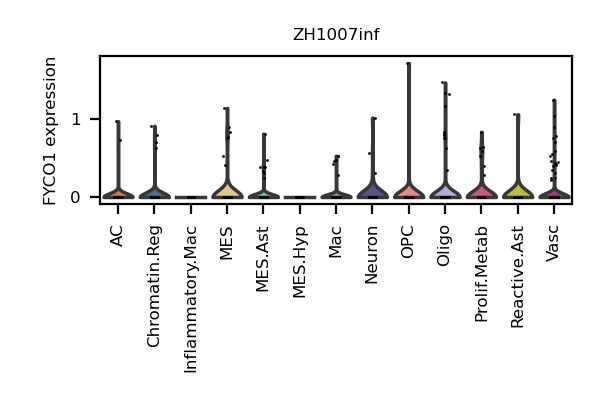 ZH1007inf
FYCO1 expression
1
0
AC
Chromatin.Reg
Inflammatory.Mac
MES
MES.Ast
MES.Hyp
Mac
Neuron
OPC
Oligo
Prolif.Metab
Reactive.Ast
Vasc